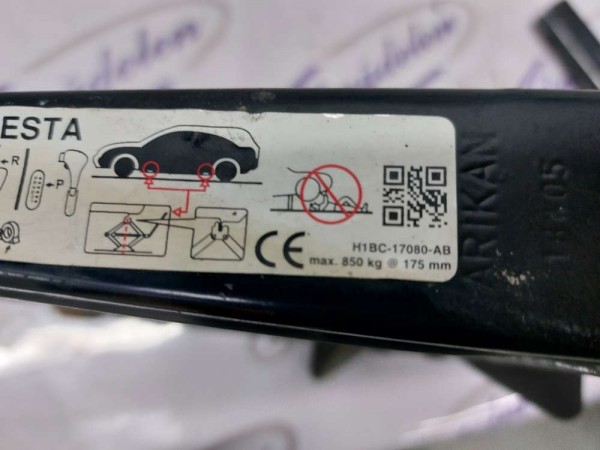 ESTA
R
P
CE
H1BC-17080-AB
max. 850 kg @ 175 mm
ARIKAN